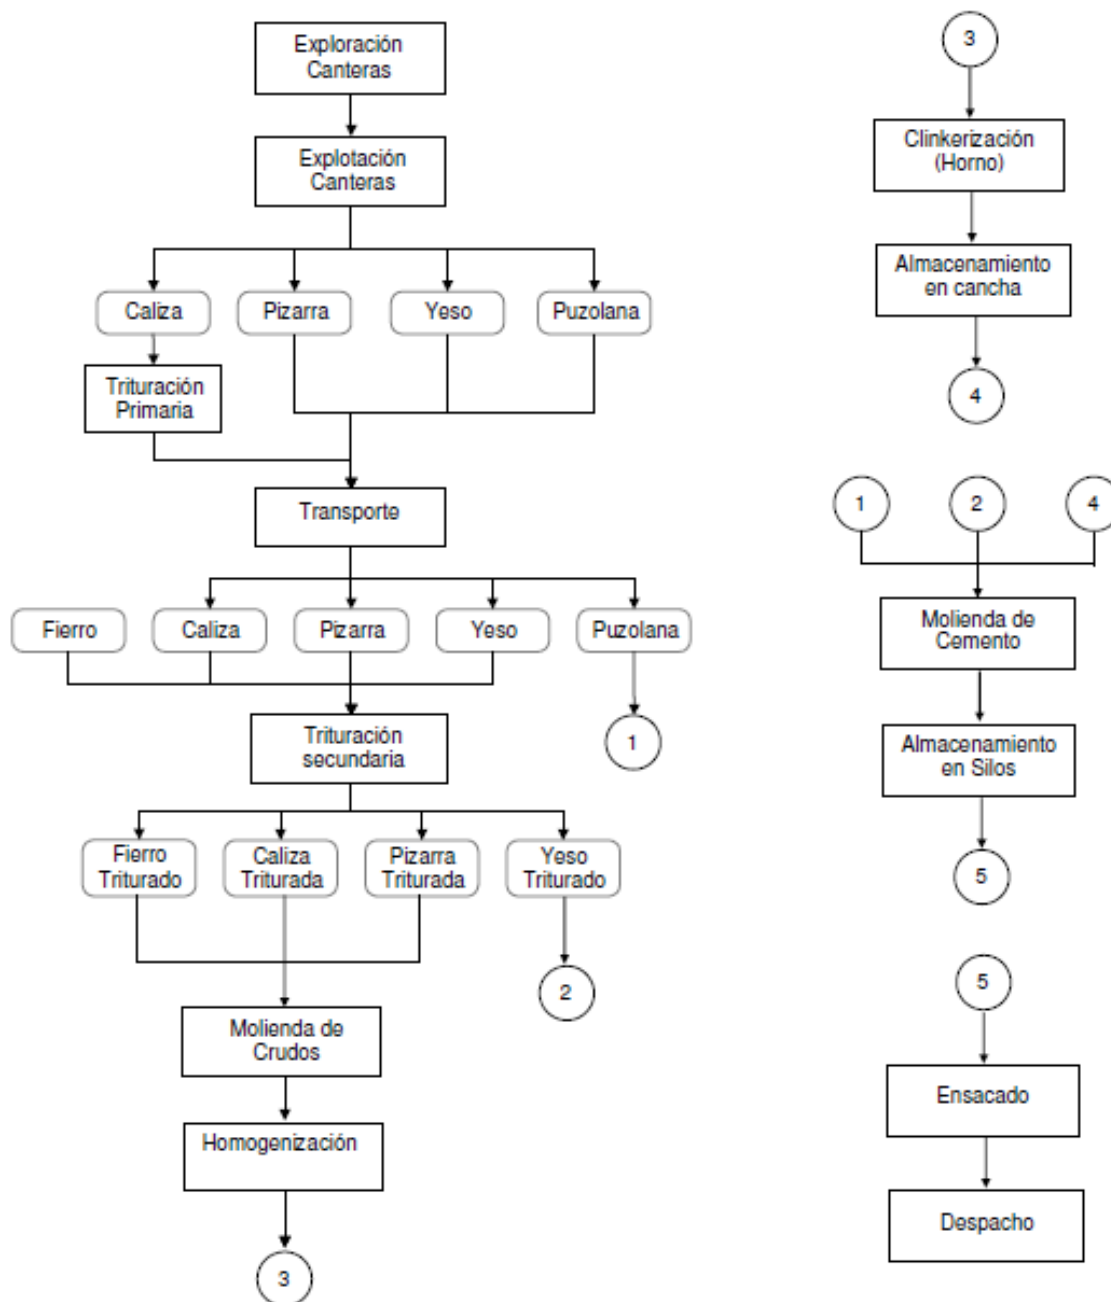 Exploración
Canteras
Explotación
Canteras
Caliza
Pizarra
Yeso
Puzolana
Trituración
Primaria
Transporte
Fierro
Caliza
Pizarra
Yeso
Puzolana
1
Trituración
secundaria
Fierro
Triturado
Caliza
Triturada
Pizarra
Triturada
Yeso
Triturado
2
Molienda de
Crudos
Homogenización
3
3
Clinkerización
(Horno)
Almacenamiento
en cancha
4
1
2
4
Molienda de
Cemento
Almacenamiento
en Silos
5
5
Ensacado
Despacho